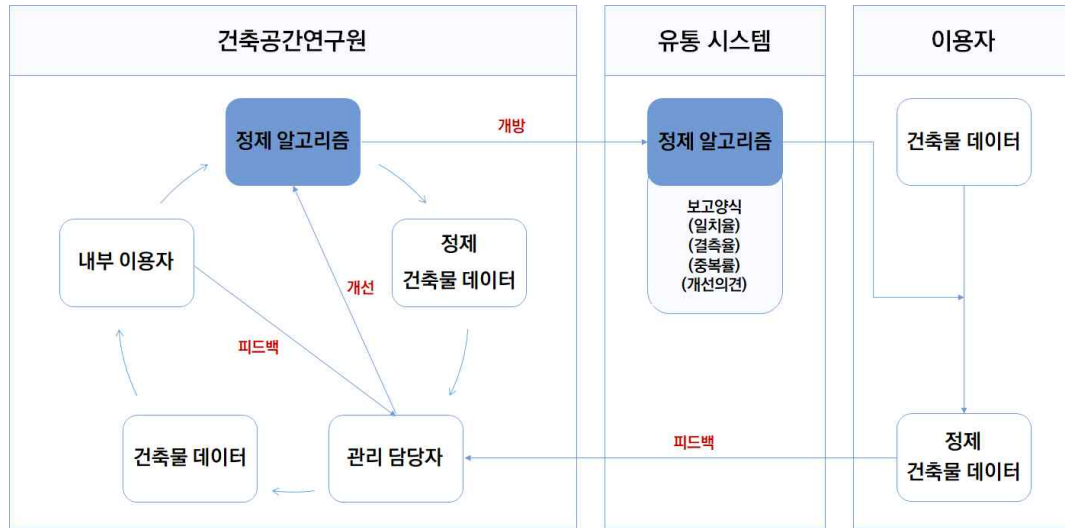 건축공간연구원
유통 시스템
이용자
정제 알고리즘
개방
정제 알고리즘
건축물 데이터
보고양식
(일치율)
(결측율)
(중복률)
(개선의견)
내부 이용자
정제
건축물 데이터
개선
피드백
건축물 데이터
관리 담당자
피드백
정제
건축물 데이터